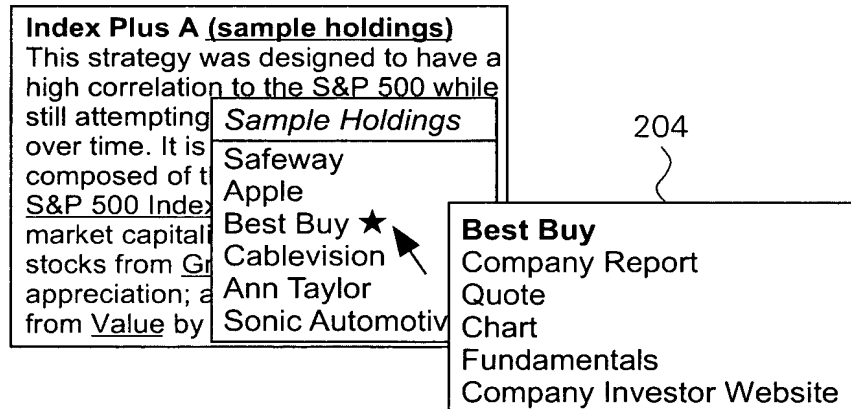 Index Plus A (sample holdings)
This strategy was designed to have a
high correlation to the S&P 500 while
still attempting
over time. It is
composed of t
S&P 500 Index
market capitali
stocks from Gr
appreciation; a
from Value by
Sample Holdings
Safeway
Apple
Best Buy ★
Cablevision
Ann Taylor
Sonic Automotiv
204
Best Buy
Company Report
Quote
Chart
Fundamentals
Company Investor Website